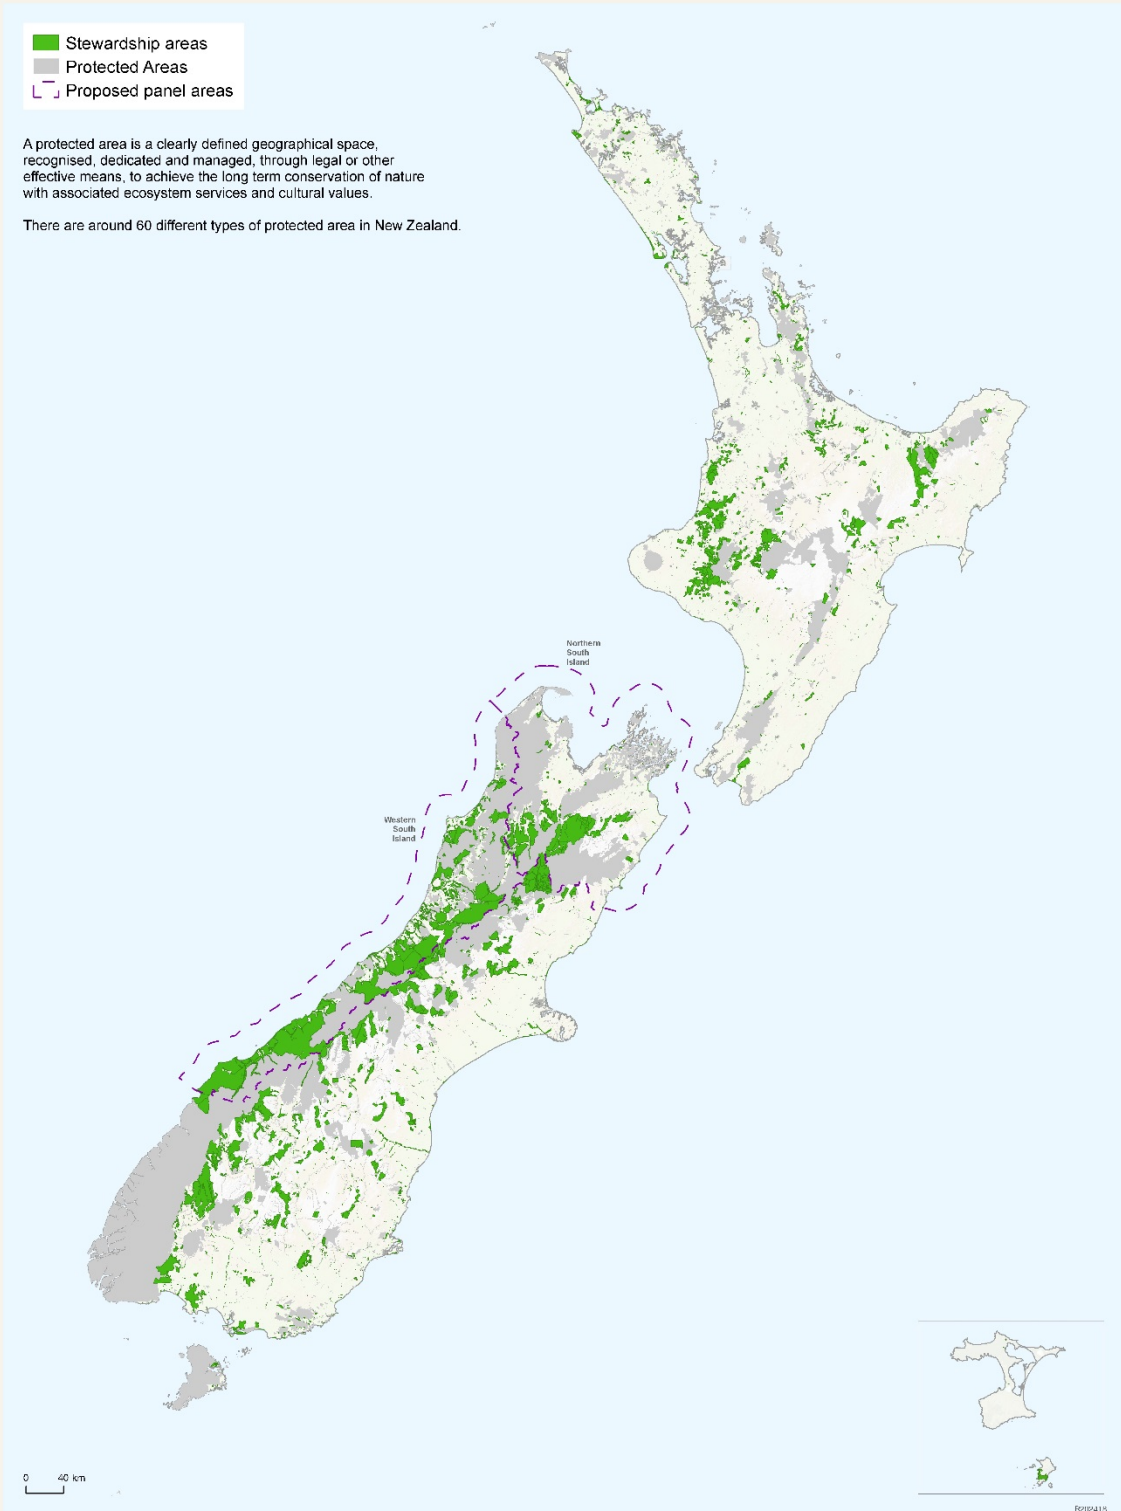 Stewardship areas
Protected Areas
Proposed panel areas
A protected area is a clearly defined geographical space,
recognised, dedicated and managed, through legal or other
effective means, to achieve the long term conservation of nature
with associated ecosystem services and cultural values.
There are around 60 different types of protected area in New Zealand.
Northern
South
Island
Western
South
Island
0 40 km